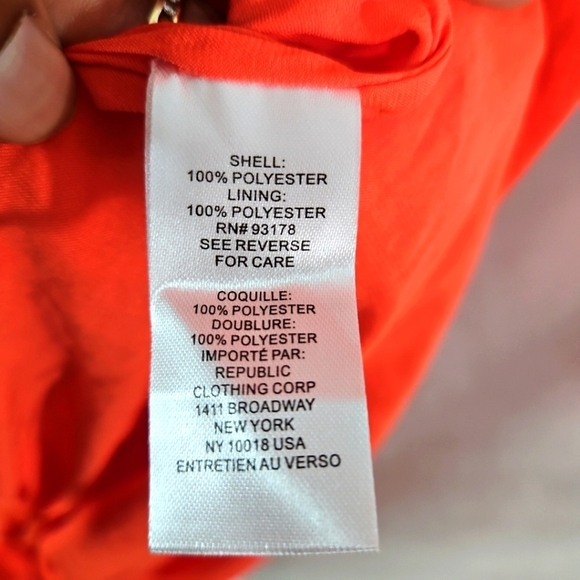 SHELL:
100% POLYESTER
LINING:
100% POLYESTER
RN# 93178
SEE REVERSE
FOR CARE
COQUILLE:
100% POLYESTER
DOUBLURE:
100% POLYESTER
IMPORTÉ PAR:
REPUBLIC
CLOTHING CORP
1411 BROADWAY
NEW YORK
NY 10018 USA
ENTRETIEN AU VERSO